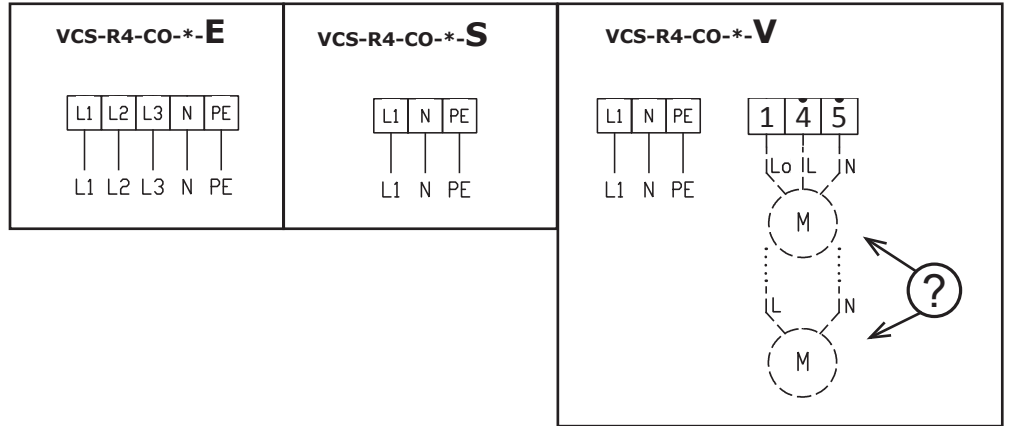 VCS-R4-CO-*-E
L1 L2 L3 N PE
L1 L2 L3 N PE
VCS-R4-CO-*-S
L1 N PE
L1 N PE
VCS-R4-CO-*-V
L1 N PE
L1 N PE
1 4 5
Lo L N
M
?
L N
M